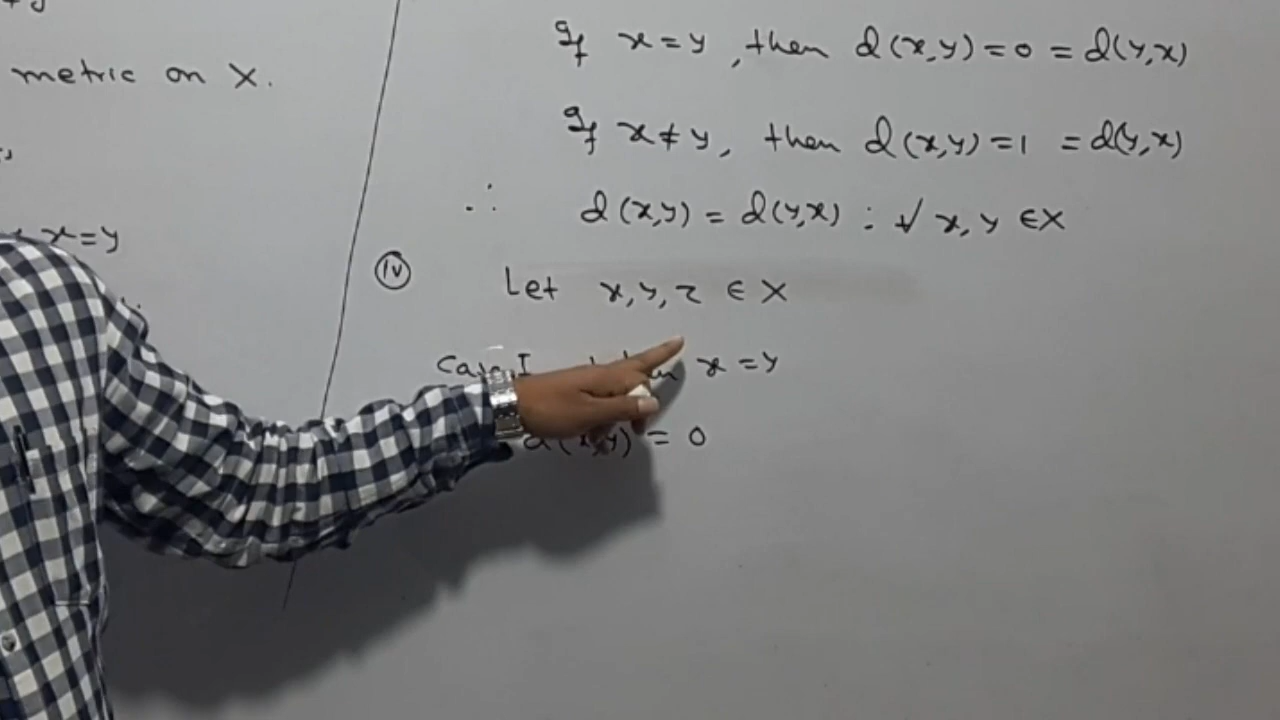 metric on X.
x=y
If x=y, then d(x,y)=0 = d(y,x)
If x≠y, then d(x,y)=1 = d(y,x)
∴ d(x,y) = d(y,x) : ∀ x, y ∈X
(iv) Let x,y,z ∈ X
Case I x=y
d(x,y) = 0